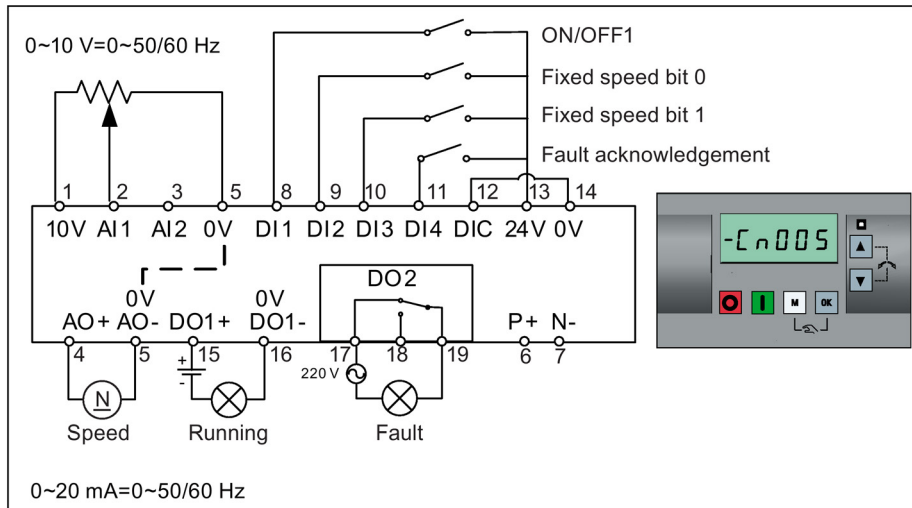 0~10 V=0~50/60 Hz
ON/OFF1
Fixed speed bit 0
Fixed speed bit 1
Fault acknowledgement
1 2 3 5 8 9 10 11 12 13 14
10V AI1 AI2 0V DI1 DI2 DI3 DI4 DIC 24V 0V
-Cn005
M OK
0V 0V DO2
AO+ AO- DO1+ DO1- P+ N-
4 5 15 16 17 18 19 6 7
+
-
220 V
N
Speed Running Fault
0~20 mA=0~50/60 Hz